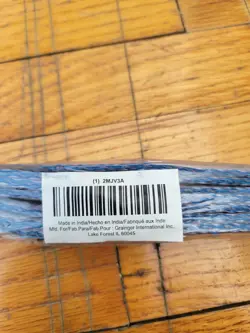 (1) 2MJV3A
Made in India/Hecho en India/Fabriqué aux Inde
Mfd. For/Fab.Para/Fab.Pour : Grainger International Inc.,
Lake Forest IL 60045